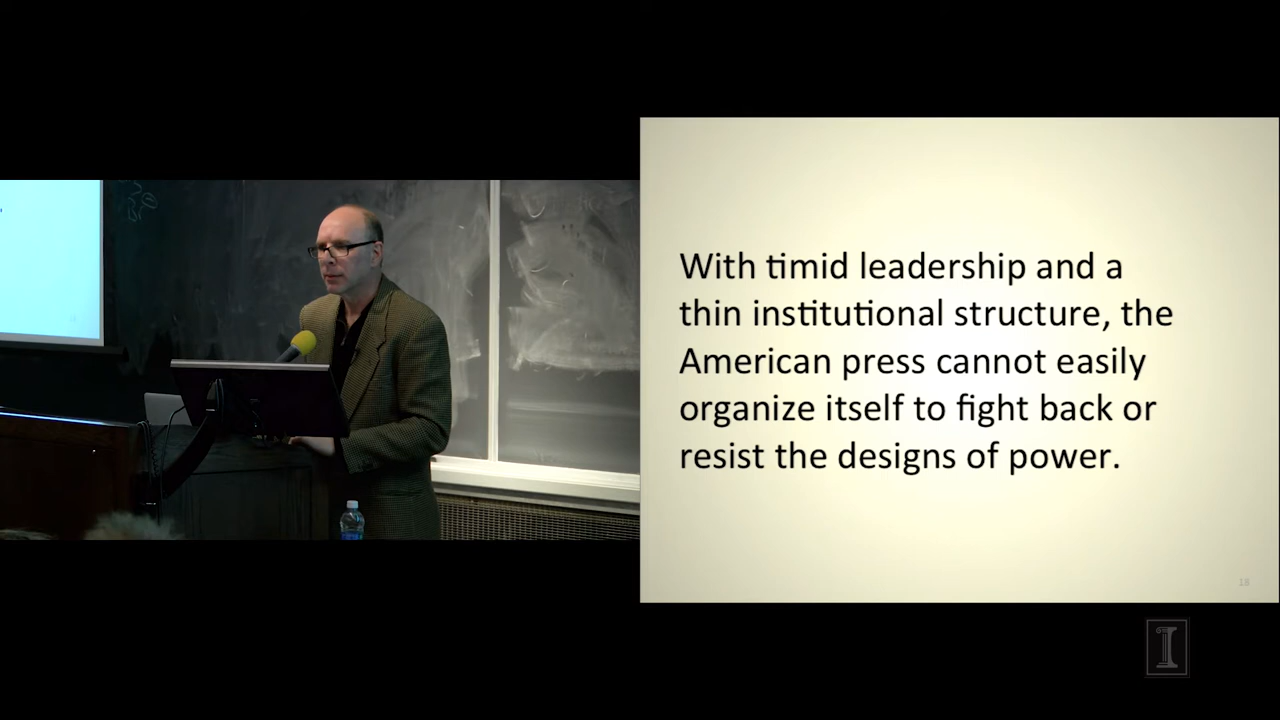 With timid leadership and a
thin institutional structure, the
American press cannot easily
organize itself to fight back or
resist the designs of power.
18
I